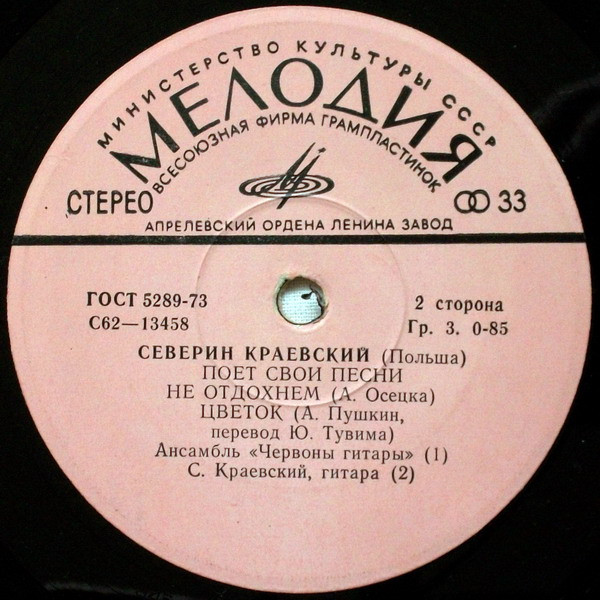 МИНИСТЕРСТВО КУЛЬТУРЫ СССР
МЕЛОДИЯ
ВСЕСОЮЗНАЯ ФИРМА ГРАМПЛАСТИНОК
СТЕРЕО
33
АПРЕЛЕВСКИЙ ОРДЕНА ЛЕНИНА ЗАВОД
ГОСТ 5289-73
2 сторона
С62—13458
Гр. 3. 0-85
СЕВЕРИН КРАЕВСКИЙ (Польша)
ПОЕТ СВОИ ПЕСНИ
НЕ ОТДОХНЕМ (А. Осецка)
ЦВЕТОК (А. Пушкин,
перевод Ю. Тувима)
Ансамбль «Червоны гитары» (1)
С. Краевский, гитара (2)